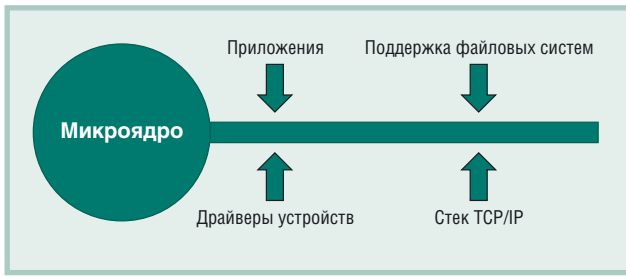 Приложения
Поддержка файловых систем
Микроядро
Драйверы устройств
Стек TCP/IP